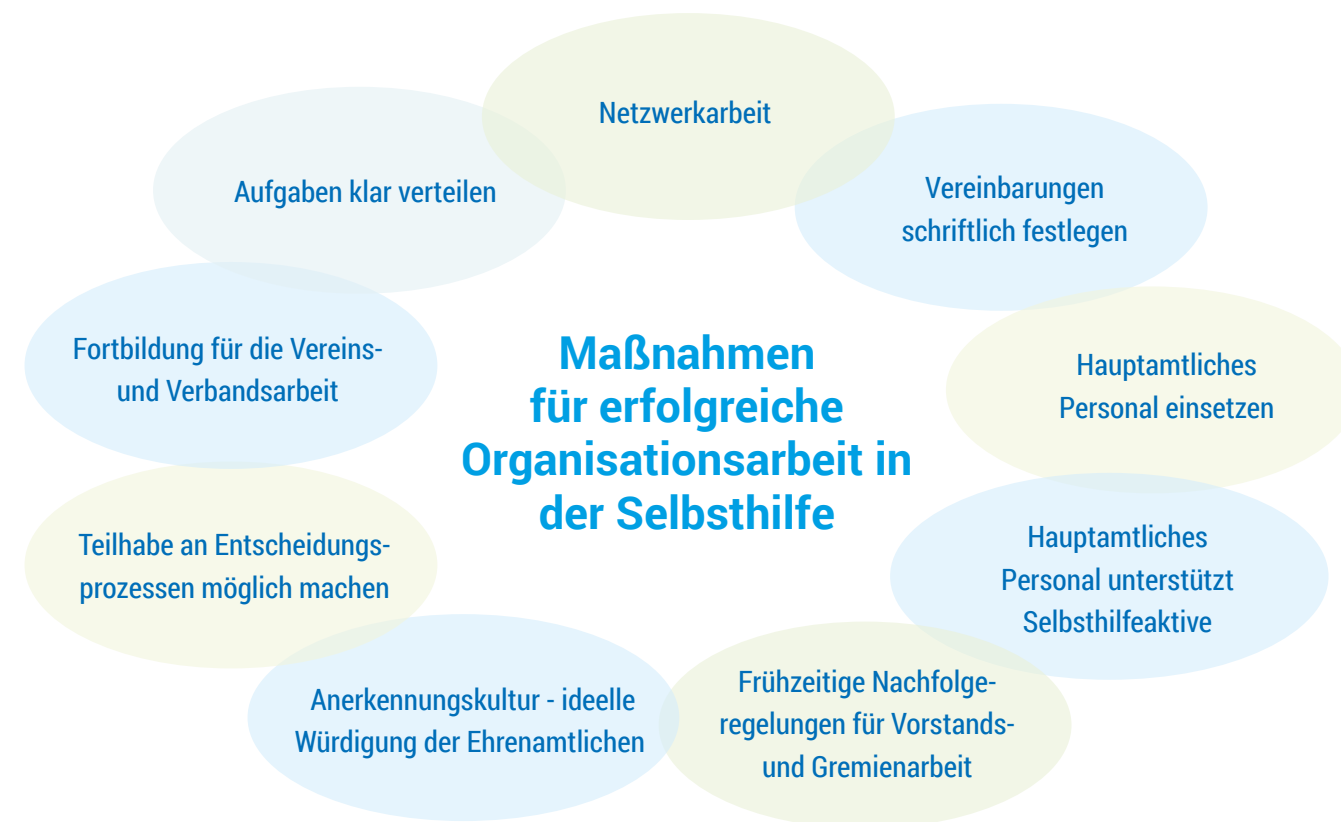 Netzwerkarbeit
Aufgaben klar verteilen
Vereinbarungen
schriftlich festlegen
Fortbildung für die Vereins-
und Verbandsarbeit
Maßnahmen
für erfolgreiche
Organisationsarbeit in
der Selbsthilfe
Hauptamtliches
Personal einsetzen
Teilhabe an Entscheidungs-
prozessen möglich machen
Hauptamtliches
Personal unterstützt
Selbsthilfeaktive
Anerkennungskultur - ideelle
Würdigung der Ehrenamtlichen
Frühzeitige Nachfolge-
regelungen für Vorstands-
und Gremienarbeit